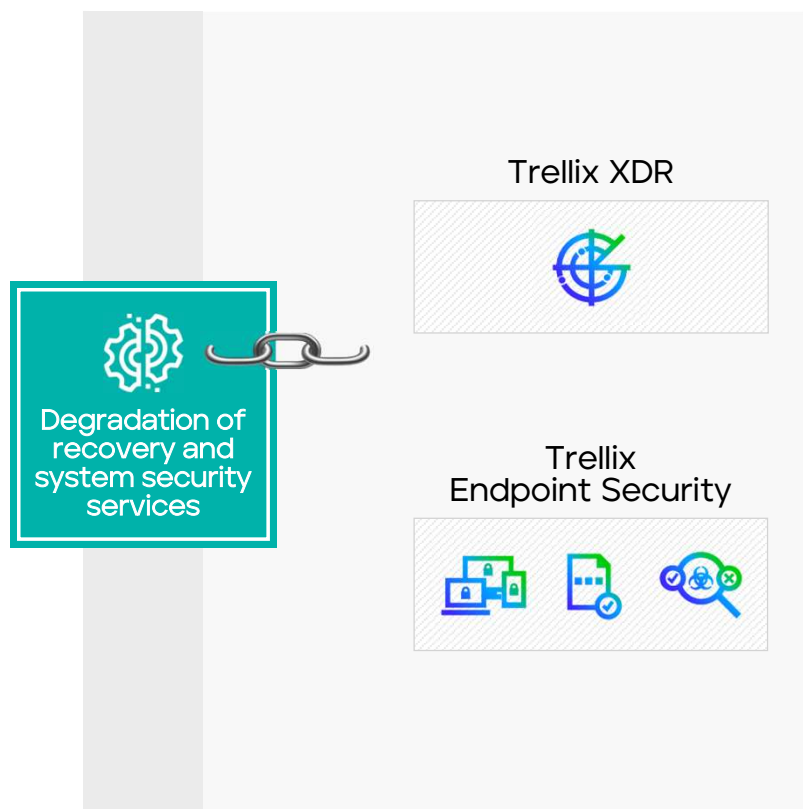 Trellix XDR
Degradation of
recovery and
system security
services
Trellix
Endpoint Security